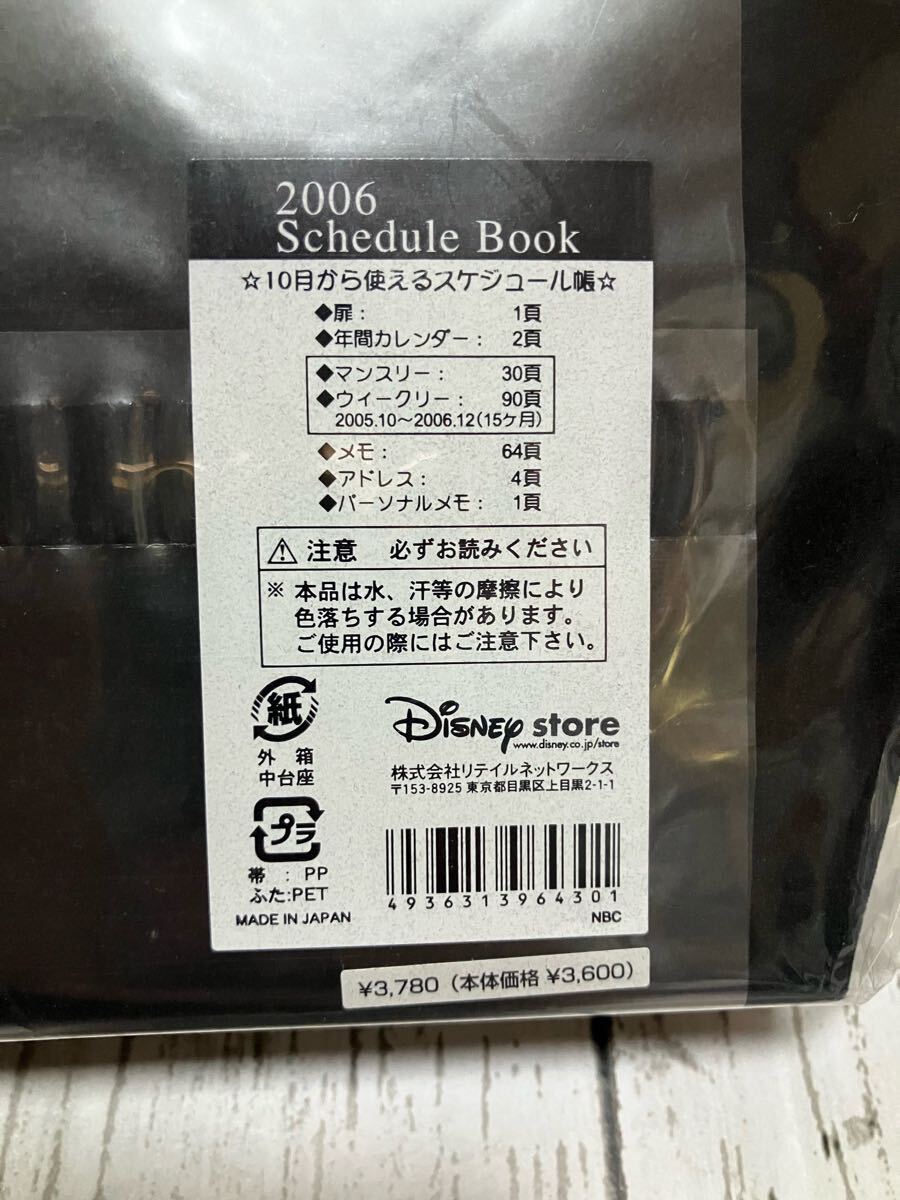 2006
Schedule Book
☆10月から使えるスケジュール帳☆
◆扉： 1頁
◆年間カレンダー： 2頁
◆マンスリー： 30頁
◆ウィークリー： 90頁
2005.10～2006.12(15ケ月)
◆メモ： 64頁
◆アドレス： 4頁
◆パーソナルメモ： 1頁
⚠注意 必ずお読みください
※ 本品は水、汗等の摩擦により
色落ちする場合があります。
ご使用の際にはご注意下さい。
紙
外 箱
中台座
プラ
帯 : PP
ふた:PET
MADE IN JAPAN
Disney store
www.disney.co.jp/store
株式会社リテイルネットワークス
〒153-8925 東京都目黒区上目黒2-1-1
4936313964301
NBC
¥3,780（本体価格 ¥3,600）